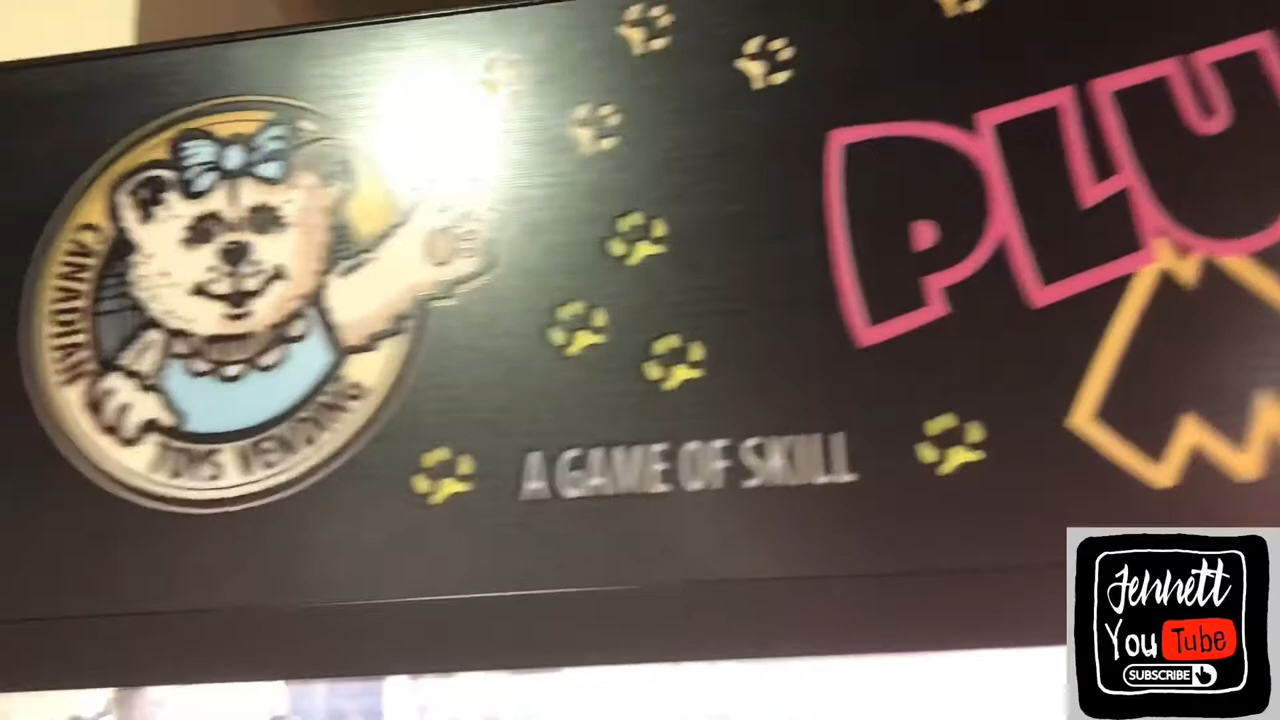 CANADIAN
TOYS VENDING
PLU
A GAME OF SKILL
Jennett
YouTube
SUBSCRIBE